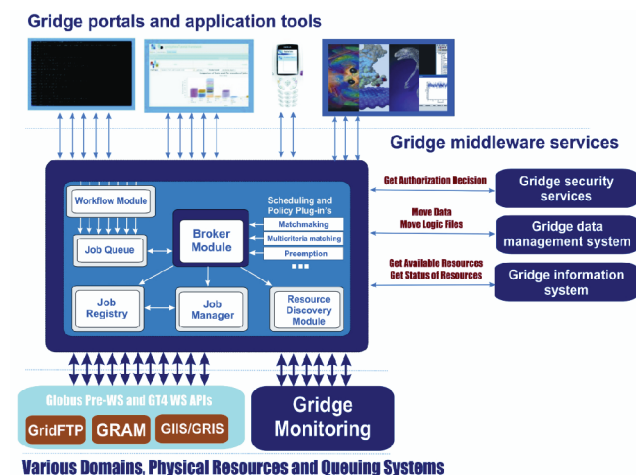 Gridge portals and application tools
Gridge middleware services
Workflow Module
Job Queue
Broker
Module
Scheduling and
Policy Plug-in's
Matchmaking
Multicriteria matching
Preemption
Job
Registry
Job
Manager
Resource
Discovery
Module
Get Authorization Decision
Gridge security
services
Move Data
Move Logic Files
Gridge data
management system
Get Available Resources
Get Status of Resources
Gridge information
system
Globus Pre-WS and GT4 WS APIs
GridFTP
GRAM
GIIS/GRIS
Gridge
Monitoring
Various Domains, Physical Resources and Queuing Systems